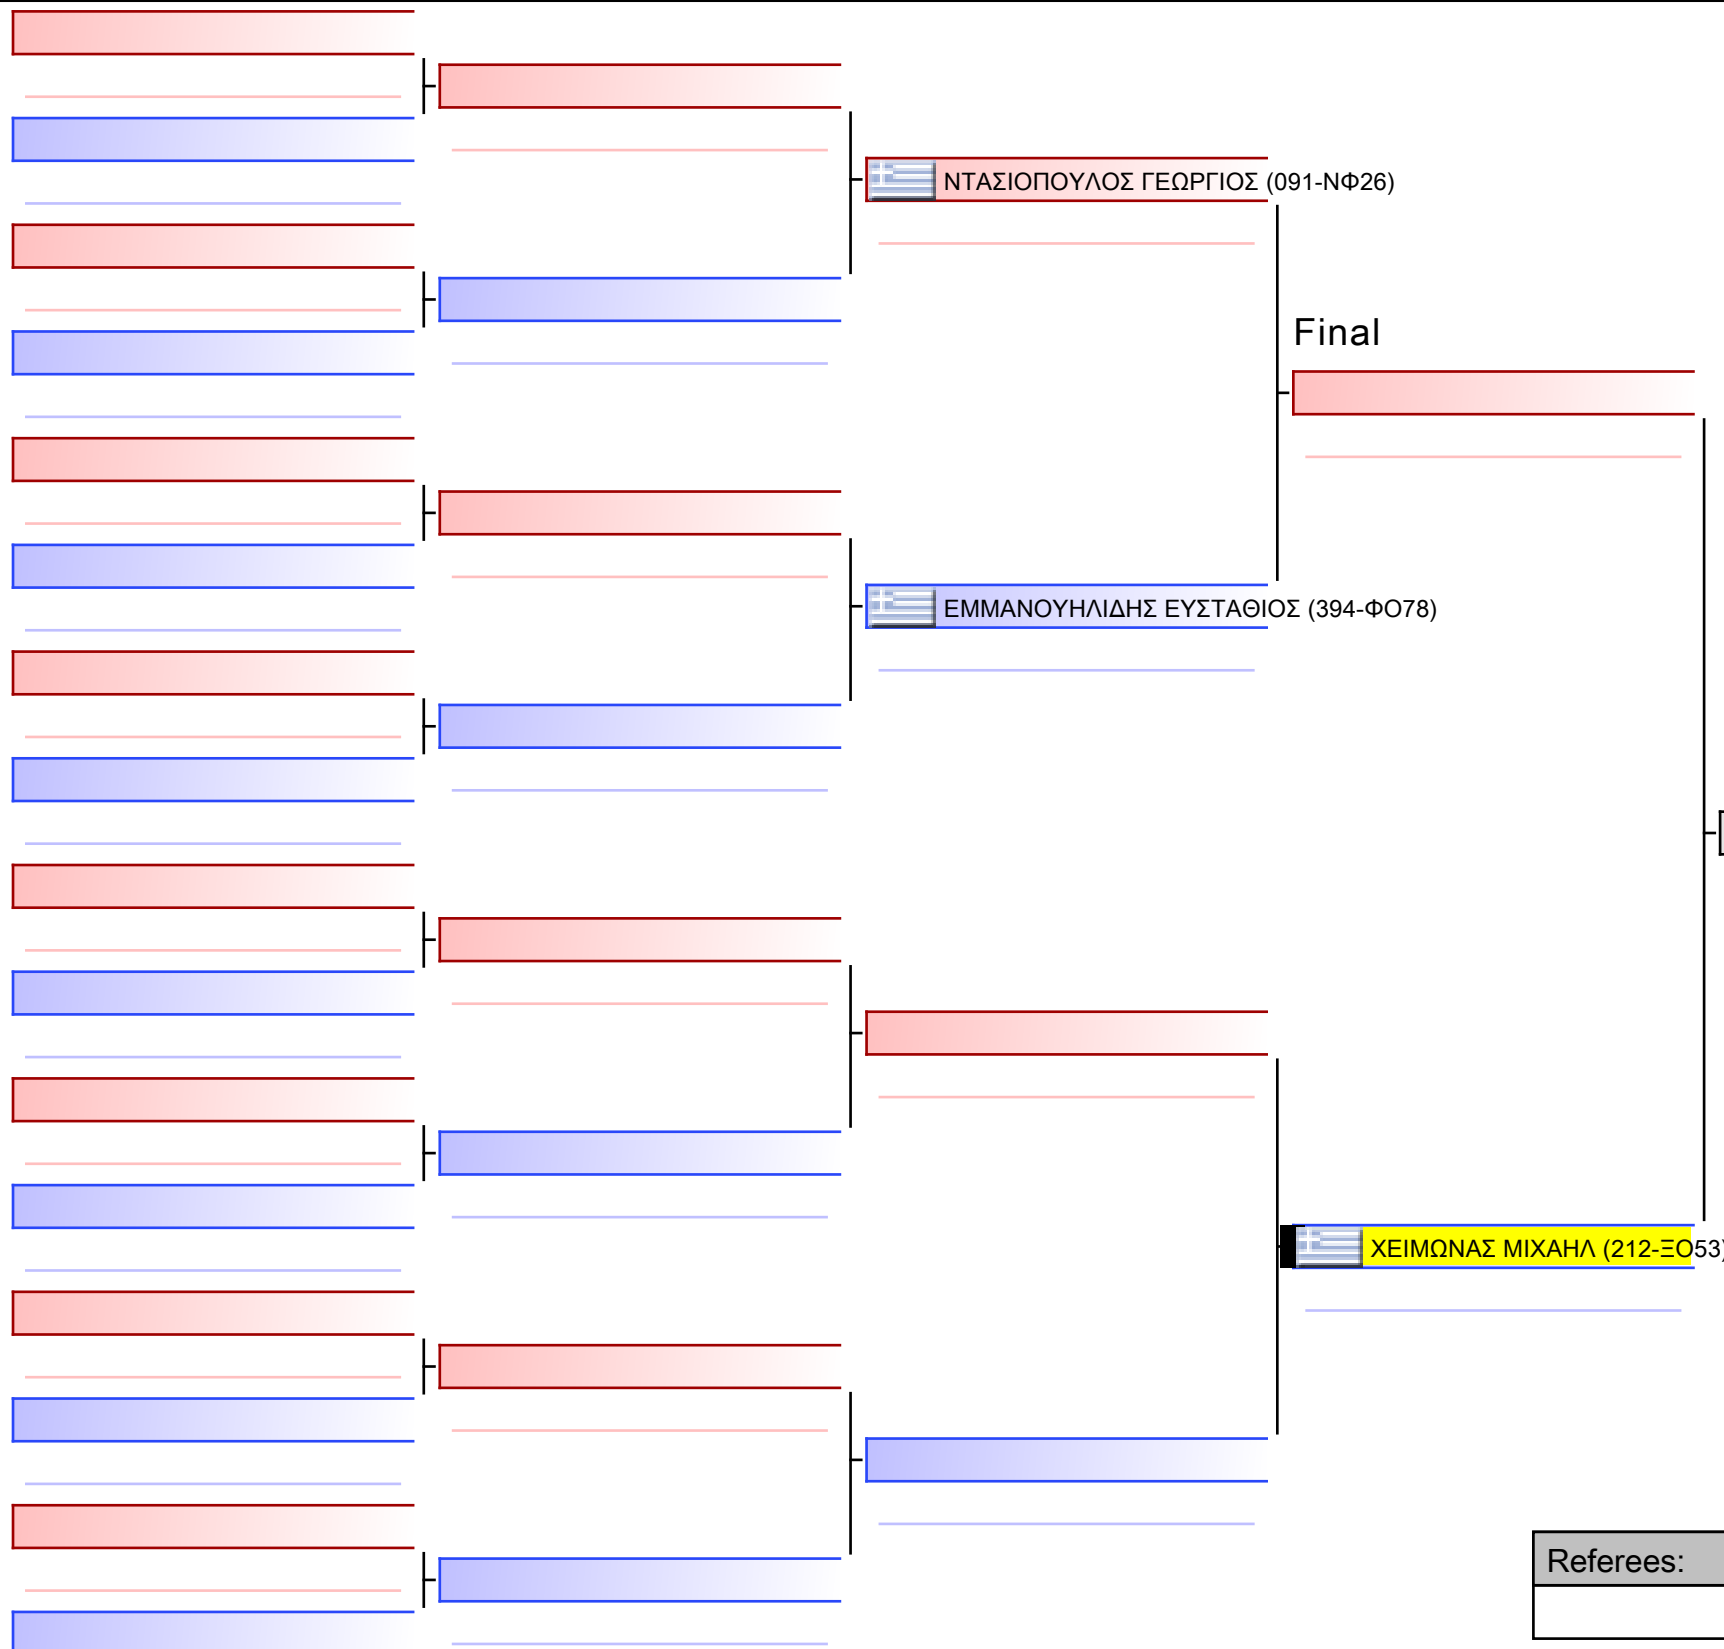 ΝΤΑΣΙΟΠΟΥΛΟΣ ΓΕΩΡΓΙΟΣ (091-ΝΦ26)
Final
ΕΜΜΑΝΟΥΗΛΙΔΗΣ ΕΥΣΤΑΘΙΟΣ (394-ΦΟ78)
ΧΕΙΜΩΝΑΣ ΜΙΧΑΗΛ (212-ΞΟ53)
Referees: